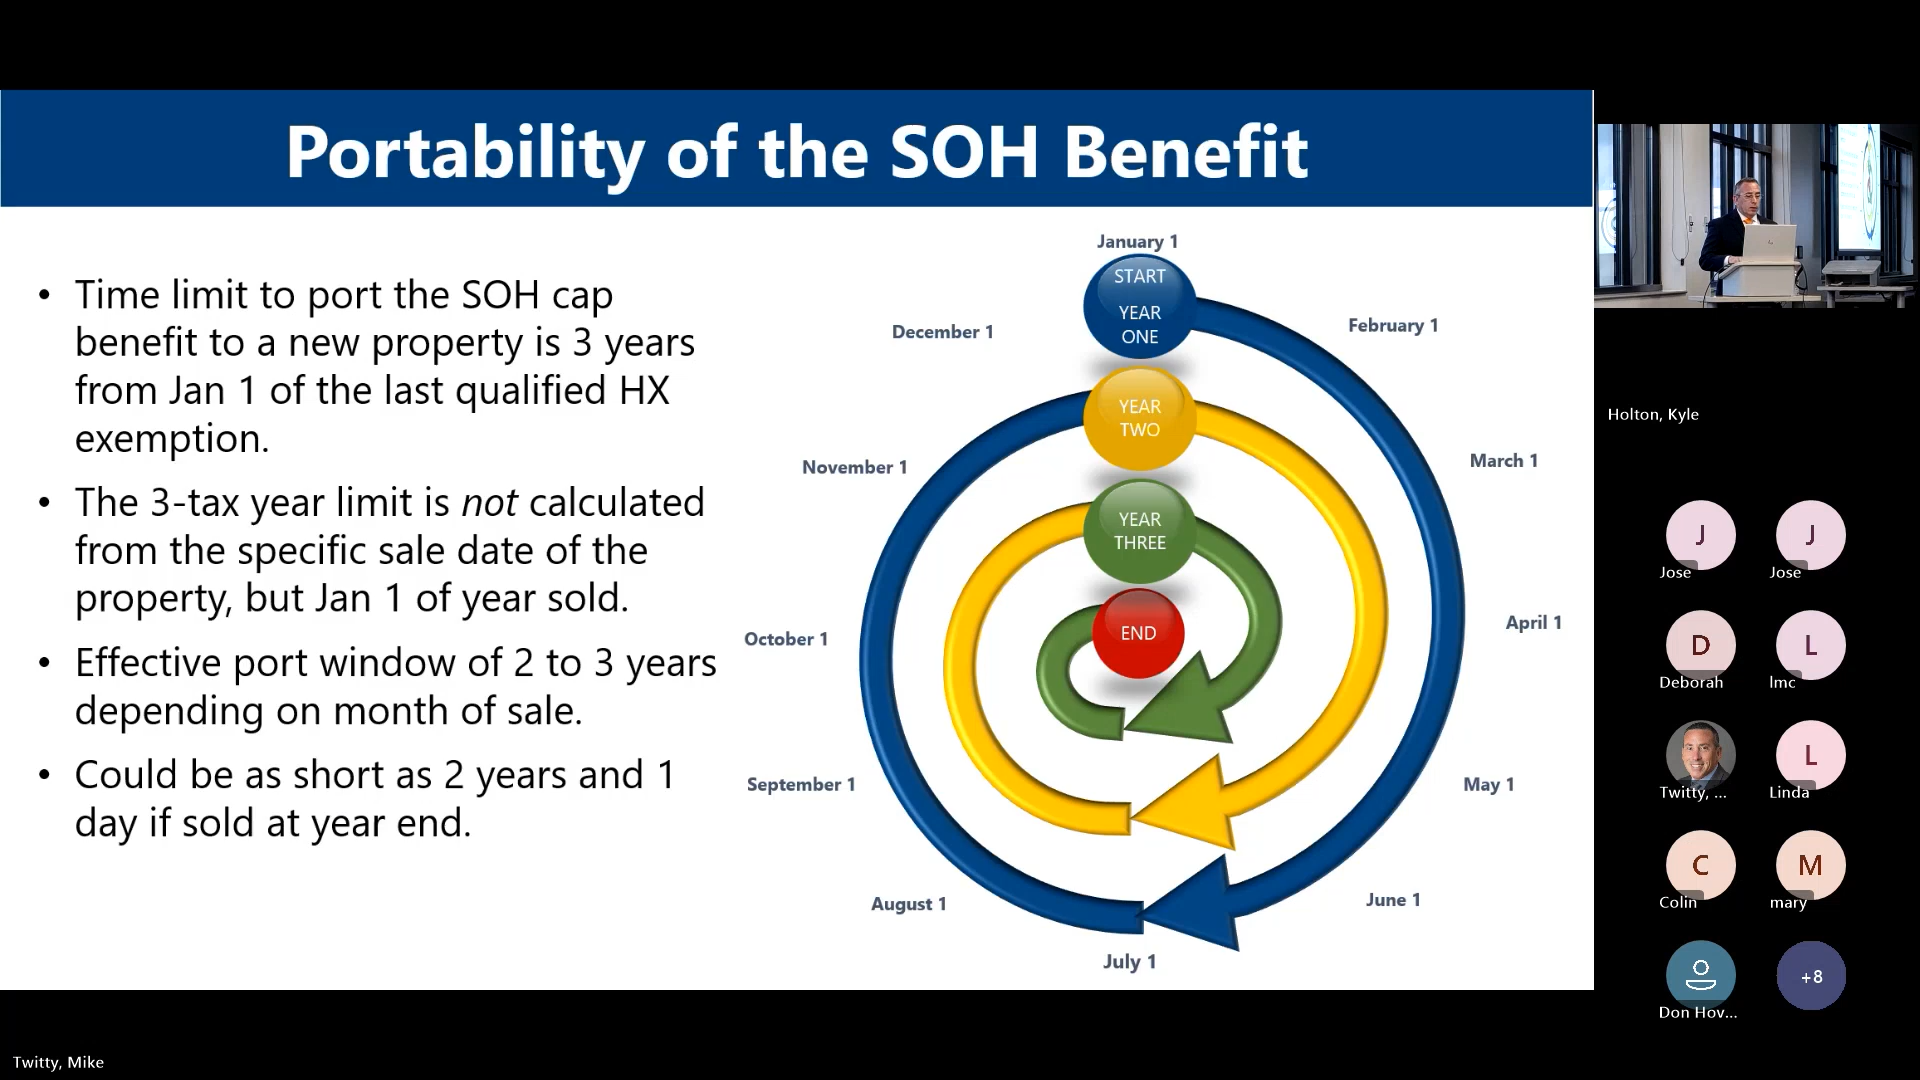 Portability of the SOH Benefit
• Time limit to port the SOH cap
benefit to a new property is 3 years
from Jan 1 of the last qualified HX
exemption.
• The 3-tax year limit is not calculated
from the specific sale date of the
property, but Jan 1 of year sold.
• Effective port window of 2 to 3 years
depending on month of sale.
• Could be as short as 2 years and 1
day if sold at year end.
January 1
START
YEAR
ONE
February 1
March 1
April 1
May 1
June 1
July 1
August 1
September 1
October 1
November 1
December 1
YEAR
TWO
YEAR
THREE
END
Holton, Kyle
J
Jose
J
Jose
D
Deborah
L
lmc
Twitty, ...
L
Linda
C
Colin
M
mary
Don Hov...
+8
Twitty, Mike